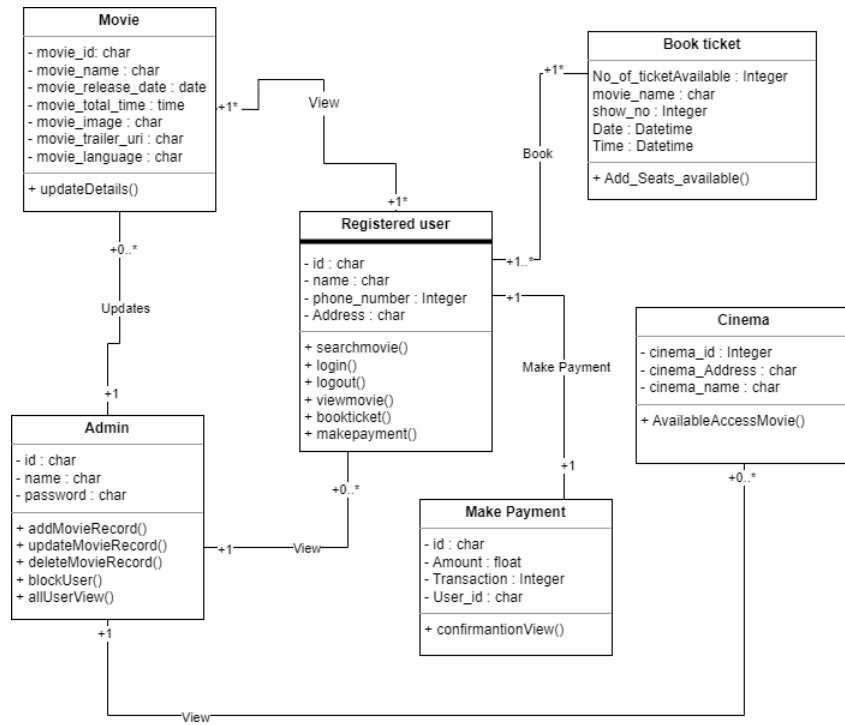 Movie
- movie_id: char
- movie_name : char
- movie_release_date : date
- movie_total_time : time
- movie_image : char
- movie_trailer_uri : char
- movie_language : char
+ updateDetails()
+1*
View
+1*
Book ticket
No_of_ticketAvailable : Integer
movie_name : char
show_no : Integer
Date : Datetime
Time : Datetime
+ Add_Seats_available()
+1*
Book
+1..*
Registered user
- id : char
- name : char
- phone_number : Integer
- Address : char
+ searchmovie()
+ login()
+ logout()
+ viewmovie()
+ bookticket()
+ makepayment()
+0..*
Updates
+1
+1
Make Payment
+1
Cinema
- cinema_id : Integer
- cinema_Address : char
- cinema_name : char
+ AvailableAccessMovie()
+0..*
Admin
- id : char
- name : char
- password : char
+ addMovieRecord()
+ updateMovieRecord()
+ deleteMovieRecord()
+ blockUser()
+ allUserView()
+1
View
+0..*
Make Payment
- id : char
- Amount : float
- Transaction : Integer
- User_id : char
+ confirmantionView()
+1
View